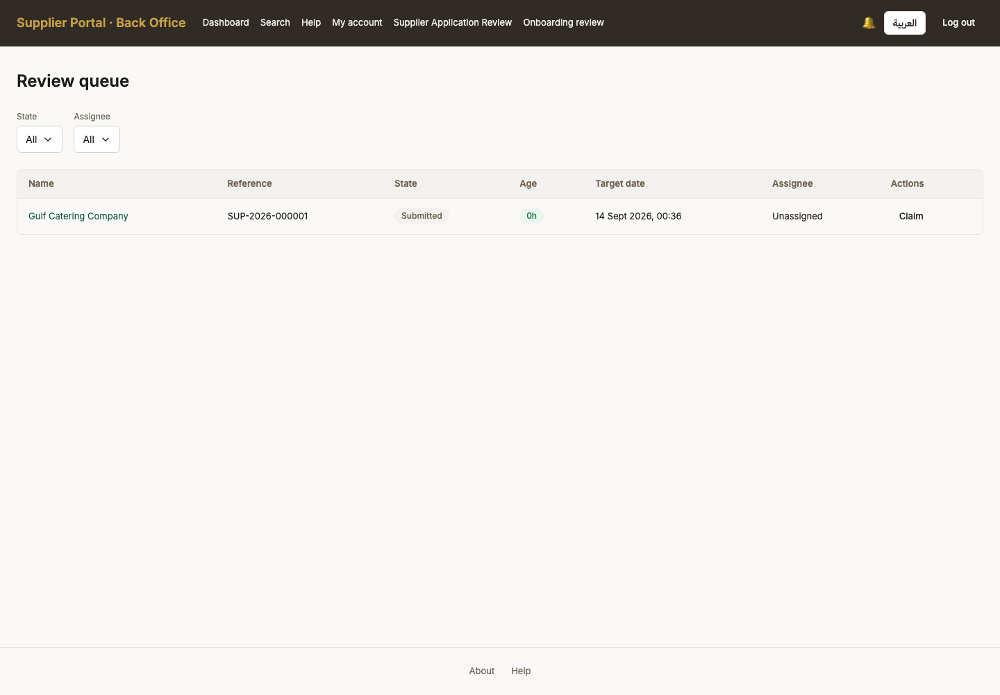 Supplier Portal · Back Office Dashboard Search Help My account Supplier Application Review Onboarding review العربية Log out
Review queue
State Assignee
All All
Name Reference State Age Target date Assignee Actions
Gulf Catering Company SUP-2026-000001 Submitted 0h 14 Sept 2026, 00:36 Unassigned Claim
About Help